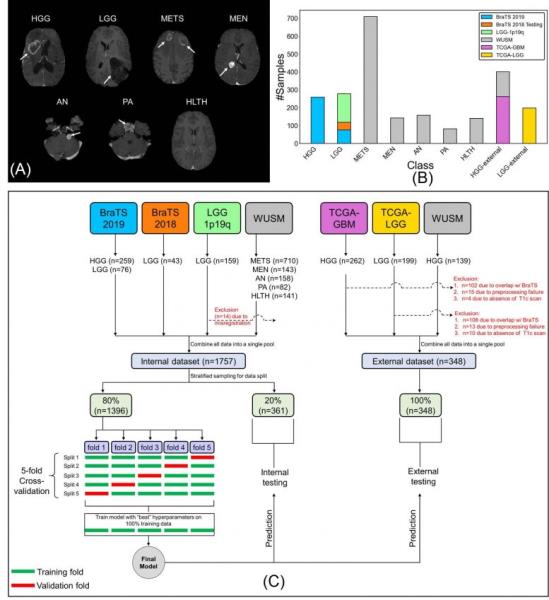 HGG LGG METS MEN
AN PA HLTH
(A)
#Samples
700
600
500
400
300
200
100
0
HGG
LGG
METS
MEN
AN
PA
HLTH
HGG-external
LGG-external
Class
(B)
BraTS 2019
BraTS 2018 Testing
LGG-1p19q
WUSM
TCGA-GBM
TCGA-LGG
BraTS
2019
BraTS
2018
LGG
1p19q
WUSM
TCGA-
GBM
TCGA-
LGG
WUSM
HGG (n=259)
LGG (n=76)
LGG (n=43)
LGG (n=159)
METS (n=710)
MEN (n=143)
AN (n=158)
PA (n=82)
HLTH (n=141)
HGG (n=262)
LGG (n=199)
HGG (n=139)
Exclusion
(n=14) due to
misregistration
Exclusion:
1. n=102 due to overlap w/ BraTS
2. n=15 due to preprocessing failure
3. n=4 due to absence of T1c scan
Exclusion:
1. n=108 due to overlap w/ BraTS
2. n=13 due to preprocessing failure
3. n=10 due to absence of T1c scan
Combine all data into a single pool
Combine all data into a single pool
Internal dataset (n=1757)
External dataset (n=348)
Stratified sampling for data split
80%
(n=1396)
20%
(n=361)
100%
(n=348)
fold 1 fold 2 fold 3 fold 4 fold 5
5-fold
Cross-
validation
Split 1
Split 2
Split 3
Split 4
Split 5
Internal
testing
External
testing
Train model with "best" hyperparameters on
100% training data
Prediction
Prediction
Final
Model
Training fold
Validation fold
(C)